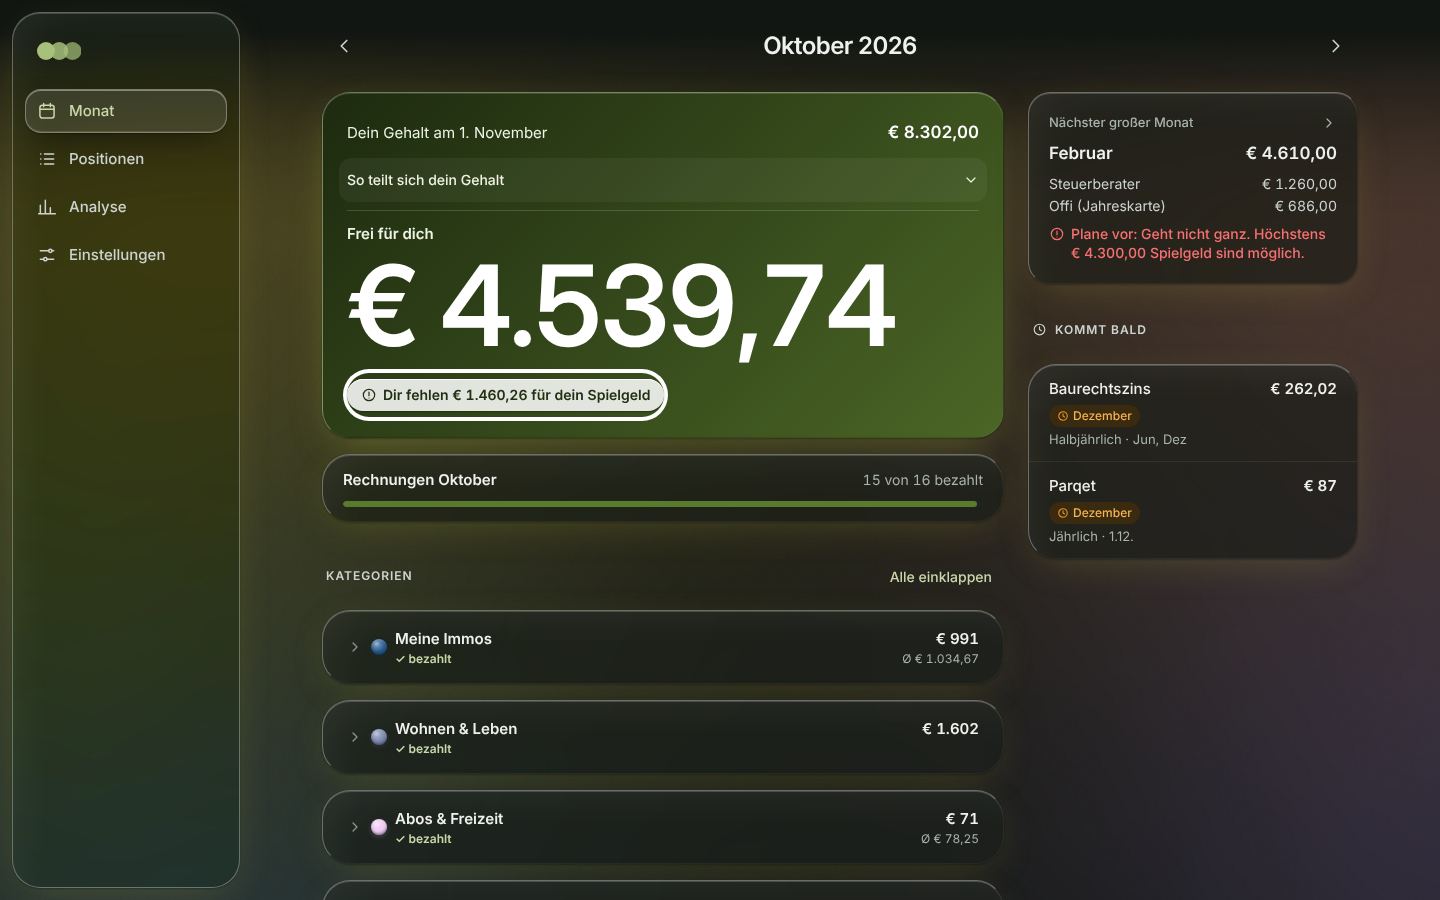 Monat
Positionen
Analyse
Einstellungen
Oktober 2026
Dein Gehalt am 1. November
€ 8.302,00
So teilt sich dein Gehalt
Frei für dich
€ 4.539,74
Dir fehlen € 1.460,26 für dein Spielgeld
Rechnungen Oktober
15 von 16 bezahlt
KATEGORIEN
Alle einklappen
Meine Immos
€ 991
✓ bezahlt
Ø € 1.034,67
Wohnen & Leben
€ 1.602
✓ bezahlt
Abos & Freizeit
€ 71
✓ bezahlt
Ø € 78,25
Nächster großer Monat
Februar
€ 4.610,00
Steuerberater
€ 1.260,00
Offi (Jahreskarte)
€ 686,00
Plane vor: Geht nicht ganz. Höchstens
€ 4.300,00 Spielgeld sind möglich.
KOMMT BALD
Baurechtszins
€ 262,02
Dezember
Halbjährlich · Jun, Dez
Parqet
€ 87
Dezember
Jährlich · 1.12.